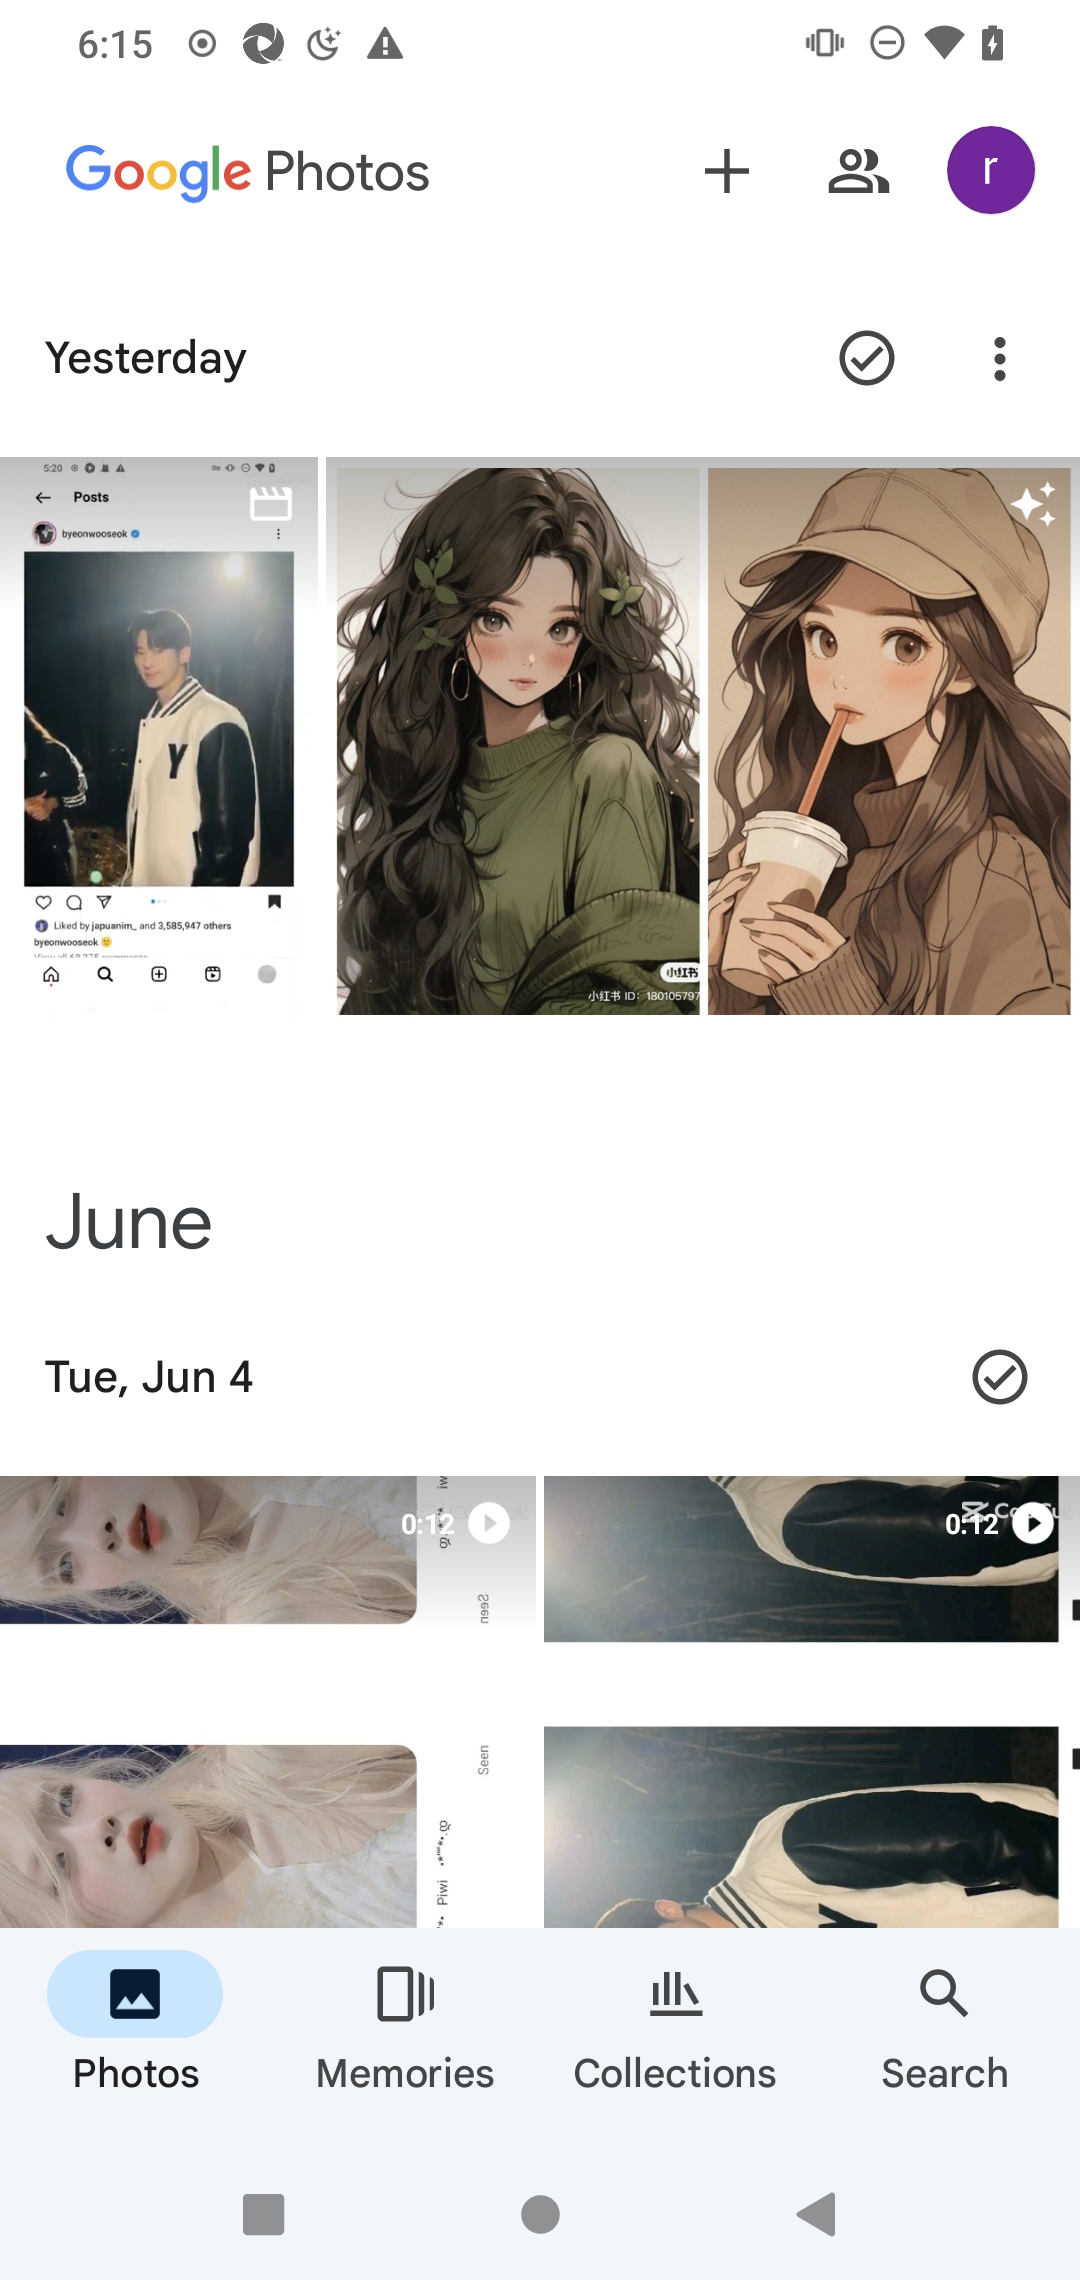 6:15
Google Photos
r
Yesterday
5:20
Posts
byeonwooseok
Y
Liked by japuanim_ and 3,585,947 others
byeonwooseok
小红书
小红书 ID: 180105797
June
Tue, Jun 4
0:12
0:12
Seen
Seen
Piwi
Photos
Memories
Collections
Search